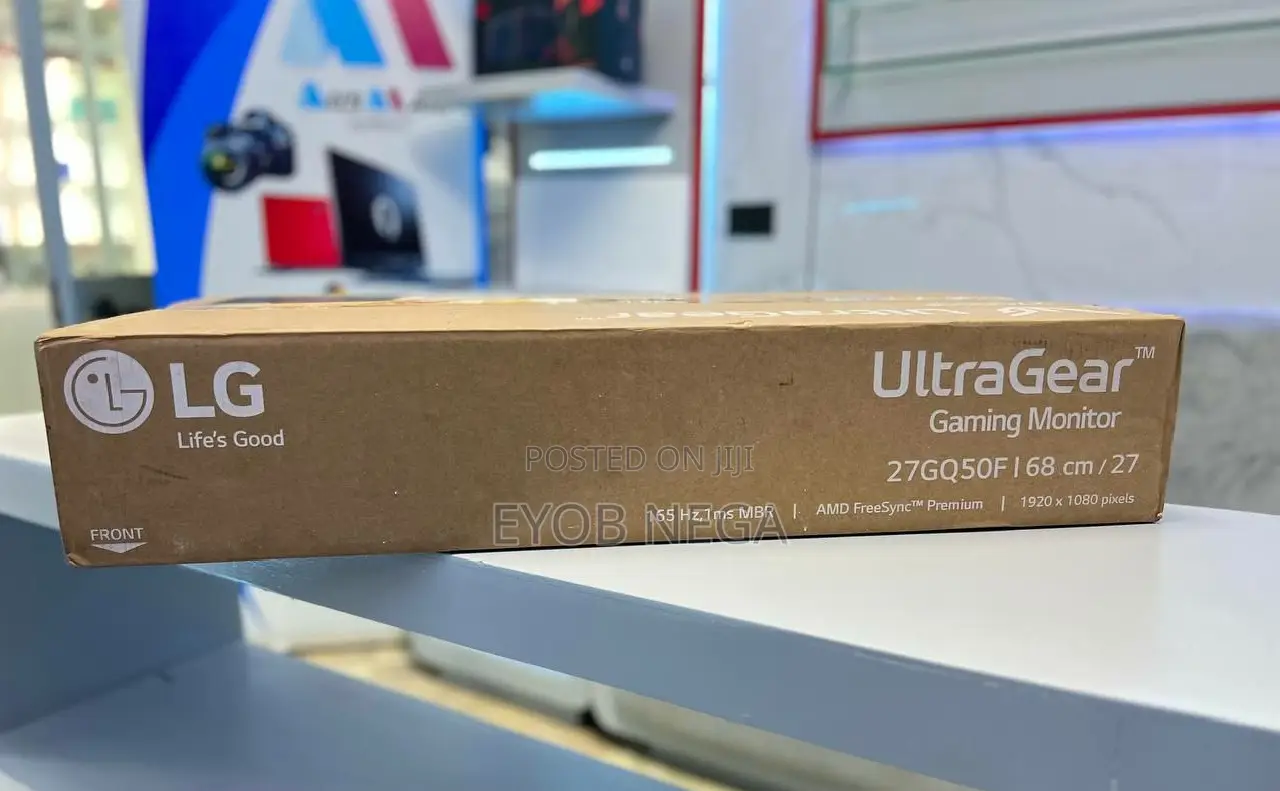 LG
Life's Good
UltraGear™
Gaming Monitor
27GQ50F | 68 cm / 27
65 Hz,1ms MBR | AMD FreeSync™ Premium | 1920 x 1080 pixels
FRONT
POSTED ON JIJI
EYOB NEGA